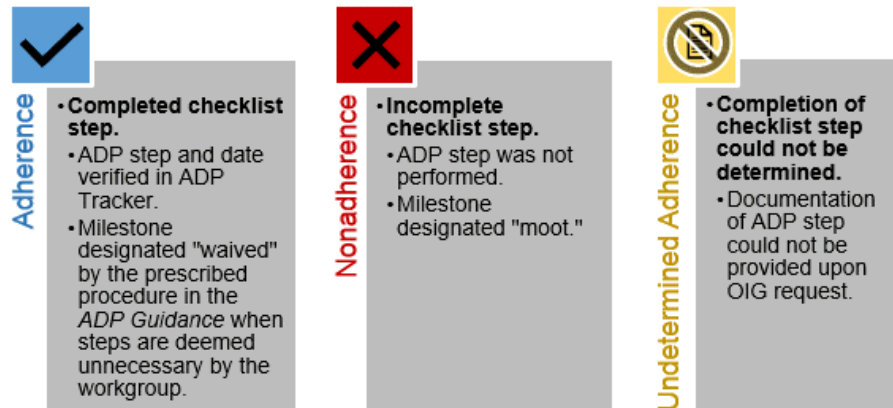 Adherence
•Completed checklist
step.
•ADP step and date
verified in ADP
Tracker.
•Milestone
designated "waived"
by the prescribed
procedure in the
ADP Guidance when
steps are deemed
unnecessary by the
workgroup.
Nonadherence
•Incomplete
checklist step.
•ADP step was not
performed.
•Milestone
designated "moot."
Undetermined Adherence
•Completion of
checklist step
could not be
determined.
•Documentation
of ADP step
could not be
provided upon
OIG request.